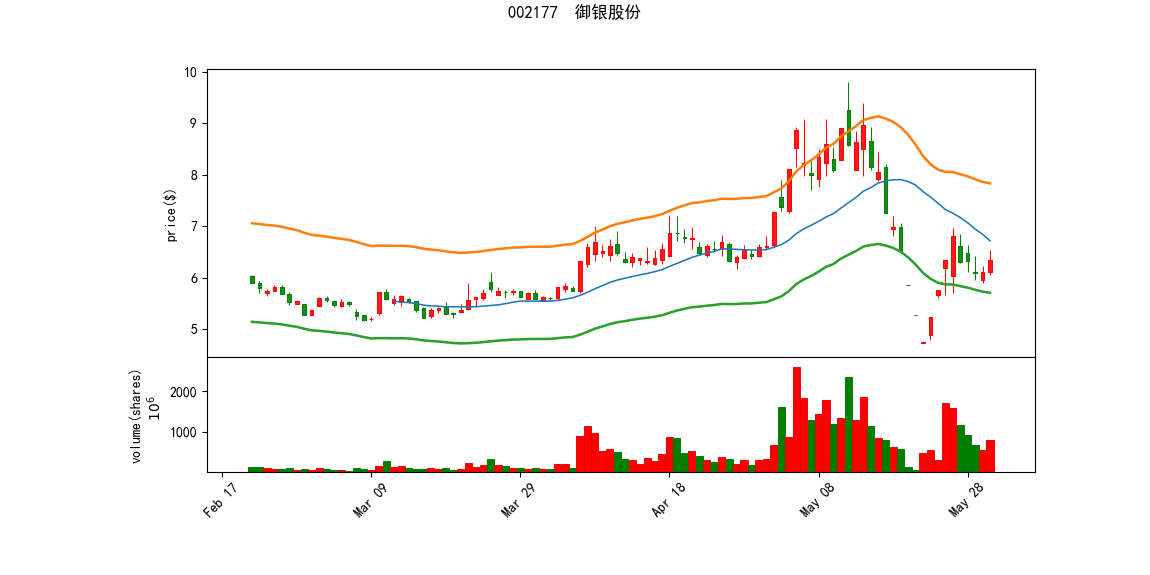 002177 御银股份
10
9
8
7
6
5
price($)
2000
1000
volume(shares)
10^6
Feb 17
Mar 09
Mar 29
Apr 18
May 08
May 28